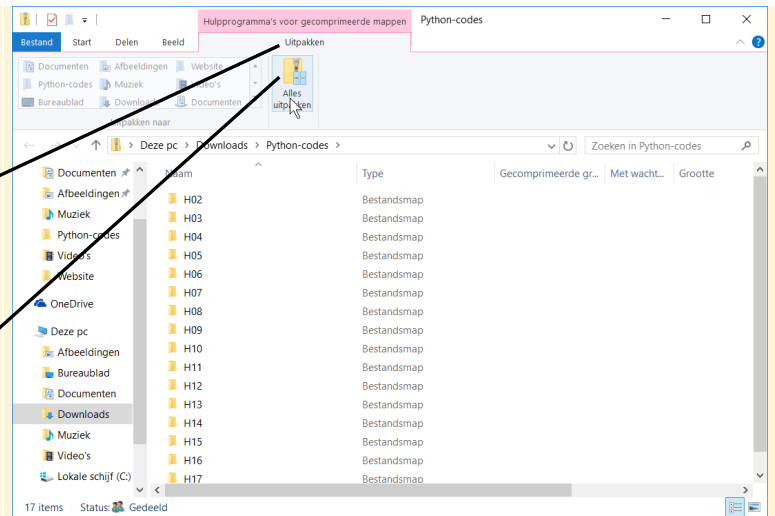 Hulpprogramma's voor gecomprimeerde mappen Python-codes
Bestand Start Delen Beeld Uitpakken
Documenten Afbeeldingen Website
Python-codes Muziek Video's
Bureaublad Downloads Documenten
Uitpakken naar
Alles
uitpakken
Deze pc > Downloads > Python-codes >
Zoeken in Python-codes
Naam Type Gecomprimeerde gr... Met wacht... Grootte
Documenten
Afbeeldingen
Muziek
Python-codes
Video's
Website
OneDrive
Deze pc
Afbeeldingen
Bureaublad
Documenten
Downloads
Muziek
Video's
Lokale schijf (C:)
H02 Bestandsmap
H03 Bestandsmap
H04 Bestandsmap
H05 Bestandsmap
H06 Bestandsmap
H07 Bestandsmap
H08 Bestandsmap
H09 Bestandsmap
H10 Bestandsmap
H11 Bestandsmap
H12 Bestandsmap
H13 Bestandsmap
H14 Bestandsmap
H15 Bestandsmap
H16 Bestandsmap
H17 Bestandsmap
17 items Status: Gedeeld